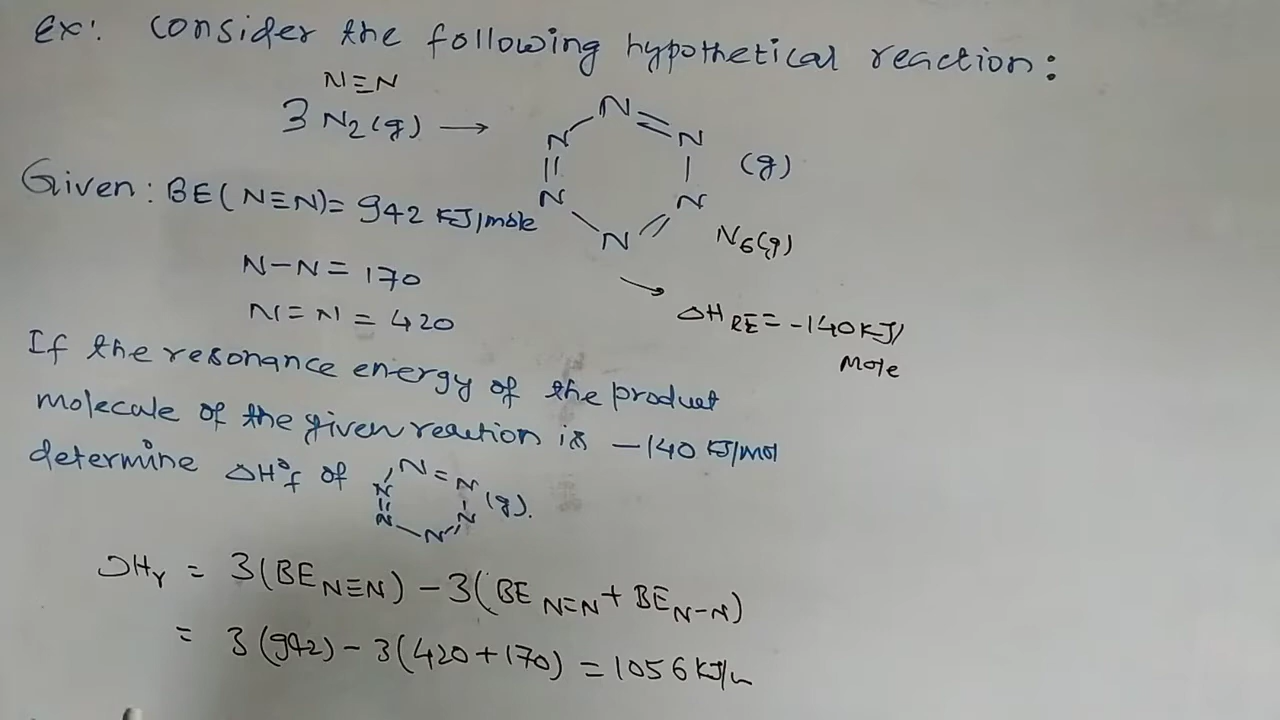 Ex: Consider the following hypothetical reaction:
N≡N
3 N₂(g) ⟶
N
N N
N N
N
(g)
N₆(g)
Given: BE(N≡N)= 942 KJ/mole
N−N = 170
N=N = 420
⟶ ΔH RE = -140 KJ/
Mole
If the resonance energy of the product
molecule of the given reaction is −140 KJ/mol
determine ΔH°f of N=N N N N N (g).
ΔHr = 3(BE N≡N) − 3(BE N=N + BE N−N)
= 3(942) − 3(420+170) = 1056 KJ/